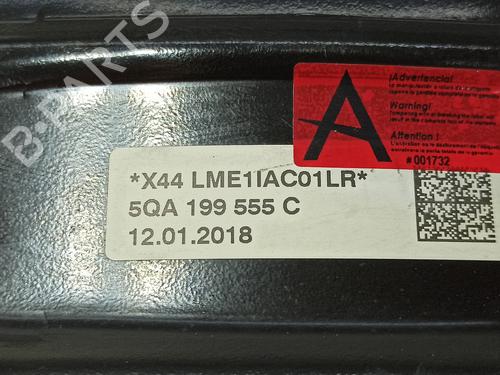 B-PARTS
¡Advertencia!
Warning!
Attention !
A
# 001732
*X44 LME1IAC01LR*
5QA 199 555 C
12.01.2018